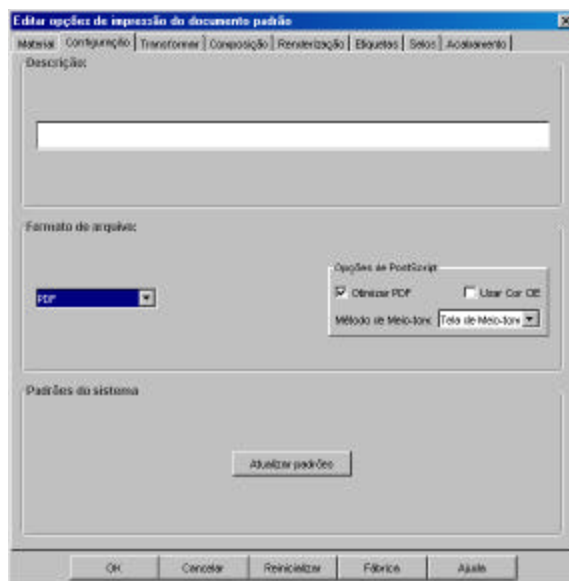 Editar opções de impressão do documento padrão
Material Configuração Transformar Composição Renderização Etiquetas Selos Acabamento
Descrição:
Formato de arquivo:
Opções de PostScript
PDF
Otimizar PDF Usar Cor CIE
Método de Meio-tom: Tela de Meio-tom
Padrões do sistema
Atualizar padrões
OK Cancelar Reinicializar Fábrica Ajuda